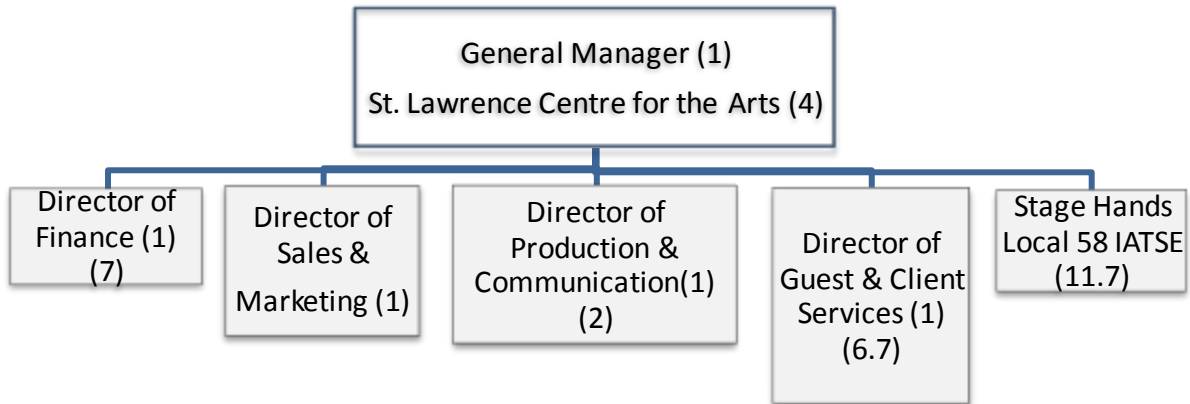 General Manager (1)
St. Lawrence Centre for the Arts (4)
Director of
Finance (1)
(7)
Director of
Sales &
Marketing (1)
Director of
Production &
Communication(1)
(2)
Director of
Guest & Client
Services (1)
(6.7)
Stage Hands
Local 58 IATSE
(11.7)